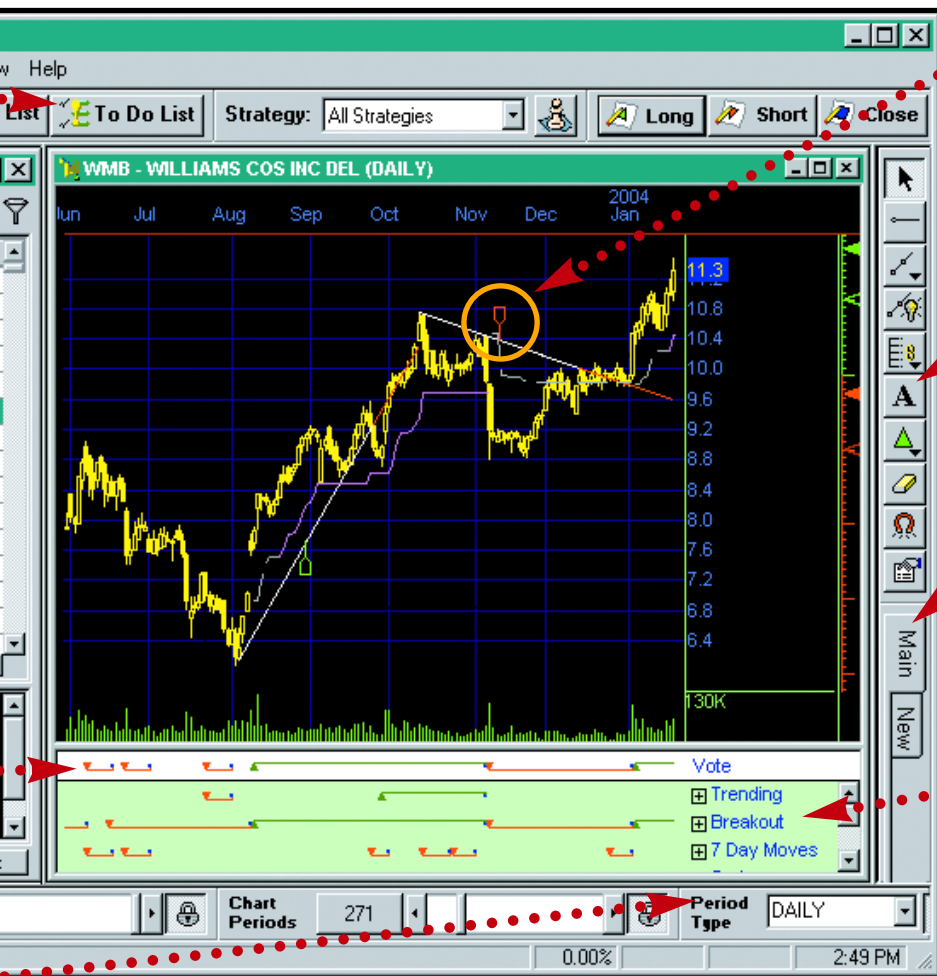 Help
List To Do List Strategy: All Strategies Long Short Close
WMB - WILLIAMS COS INC DEL (DAILY)
2004
Jul Aug Sep Oct Nov Dec Jan
11.3
10.8
10.4
10.0
9.6
9.2
8.8
8.4
8.0
7.6
7.2
6.8
6.4
130K
A
Main
New
Vote
Trending
Breakout
7 Day Moves
Chart Periods 271
Period Type DAILY
0.00% 2:49 PM